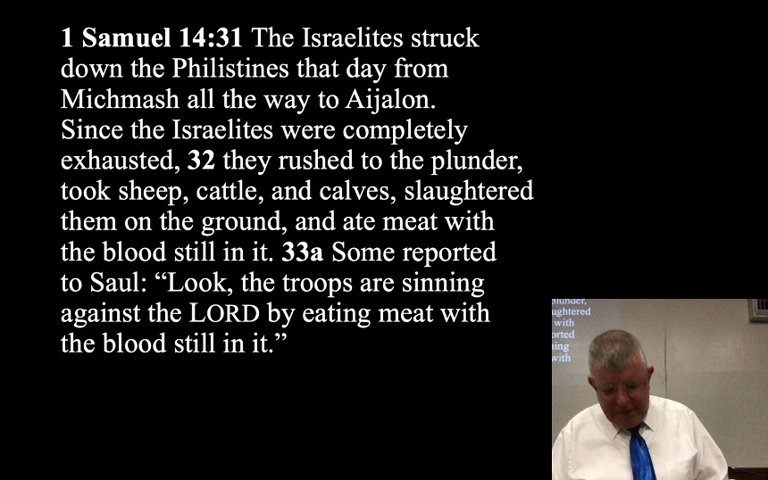 1 Samuel 14:31 The Israelites struck
down the Philistines that day from
Michmash all the way to Aijalon.
Since the Israelites were completely
exhausted, 32 they rushed to the plunder,
took sheep, cattle, and calves, slaughtered
them on the ground, and ate meat with
the blood still in it. 33a Some reported
to Saul: “Look, the troops are sinning
against the LORD by eating meat with
the blood still in it.”
with
with